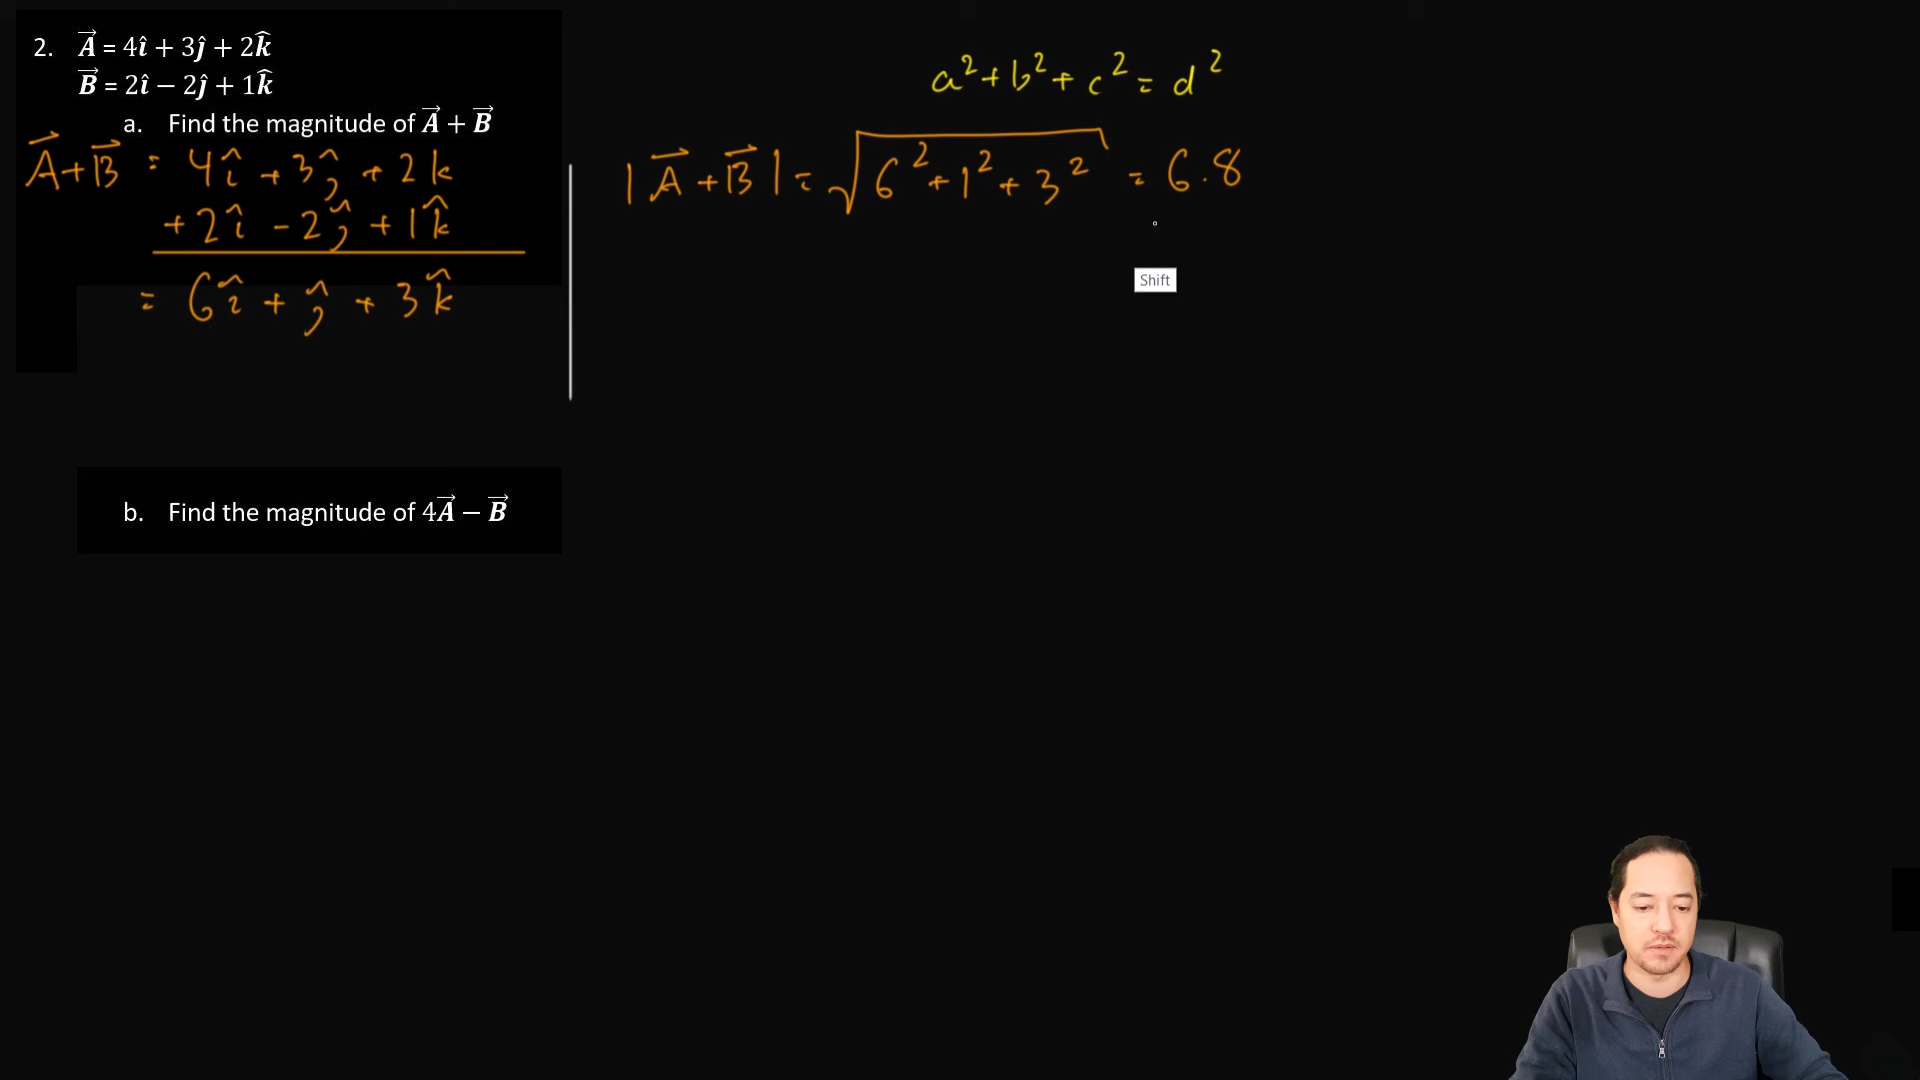 2. A⃗ = 4î + 3ĵ + 2k̂
B⃗ = 2î − 2ĵ + 1k̂
a. Find the magnitude of A⃗ + B⃗
A⃗ + B⃗ = 4î + 3ĵ + 2k
+ 2î − 2ĵ + 1k̂
= 6î + ĵ + 3k̂
a² + b² + c² = d²
|A⃗ + B⃗| = √(6² + 1² + 3²) = 6.8
Shift
b. Find the magnitude of 4A⃗ − B⃗